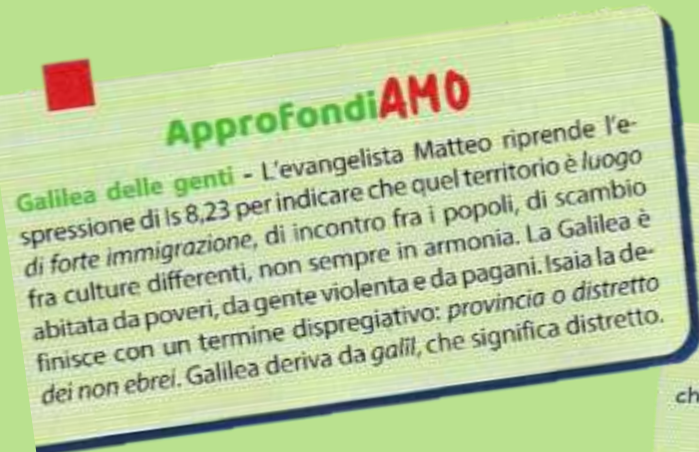 ApprofondiAMO
Galilea delle genti - L'evangelista Matteo riprende l'e-
spressione di Is 8,23 per indicare che quel territorio è luogo
di forte immigrazione, di incontro fra i popoli, di scambio
fra culture differenti, non sempre in armonia. La Galilea è
abitata da poveri, da gente violenta e da pagani. Isaia la de-
finisce con un termine dispregiativo: provincia o distretto
dei non ebrei. Galilea deriva da galil, che significa distretto.
ch